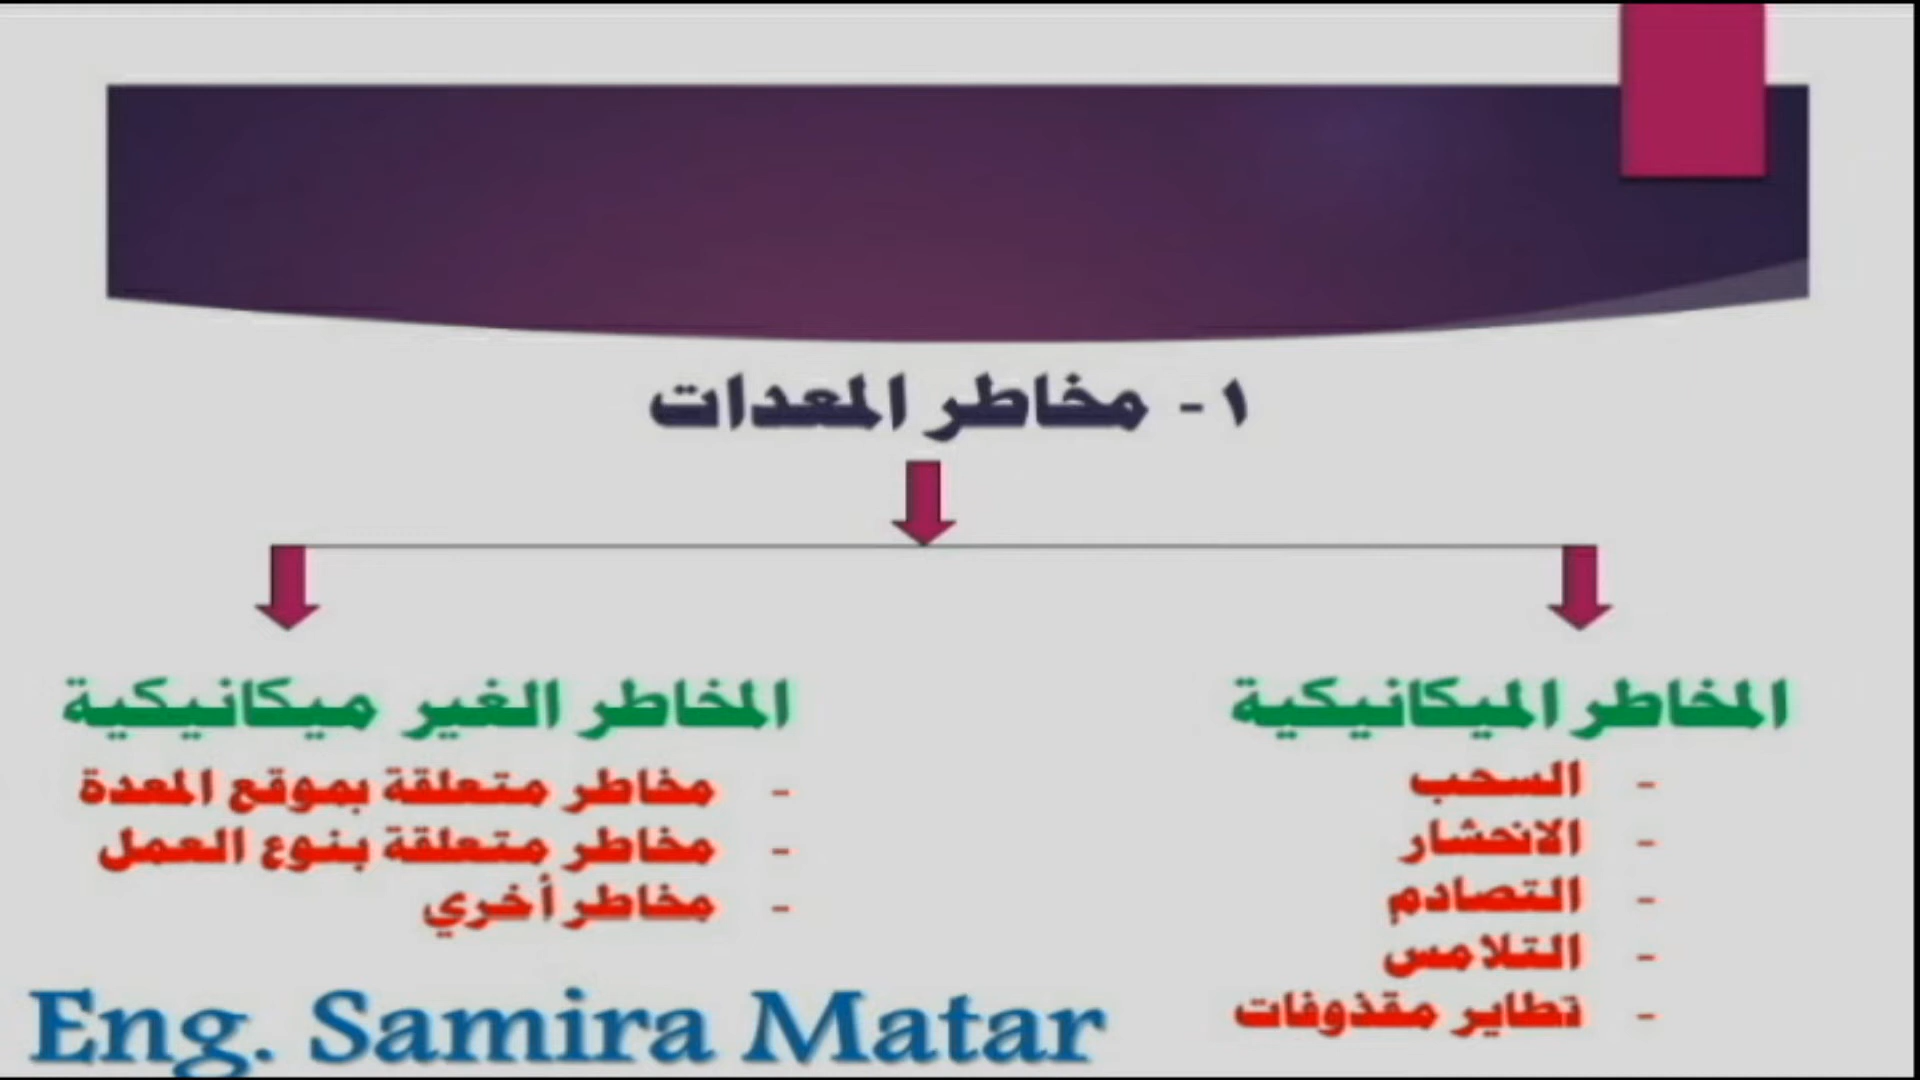 ١- مخاطر المعدات
المخاطر الميكانيكية
- السحب
- الانحشار
- التصادم
- التلامس
- تطاير مقذوفات
المخاطر الغير ميكانيكية
- مخاطر متعلقة بموقع المعدة
- مخاطر متعلقة بنوع العمل
- مخاطر أخري
Eng. Samira Matar